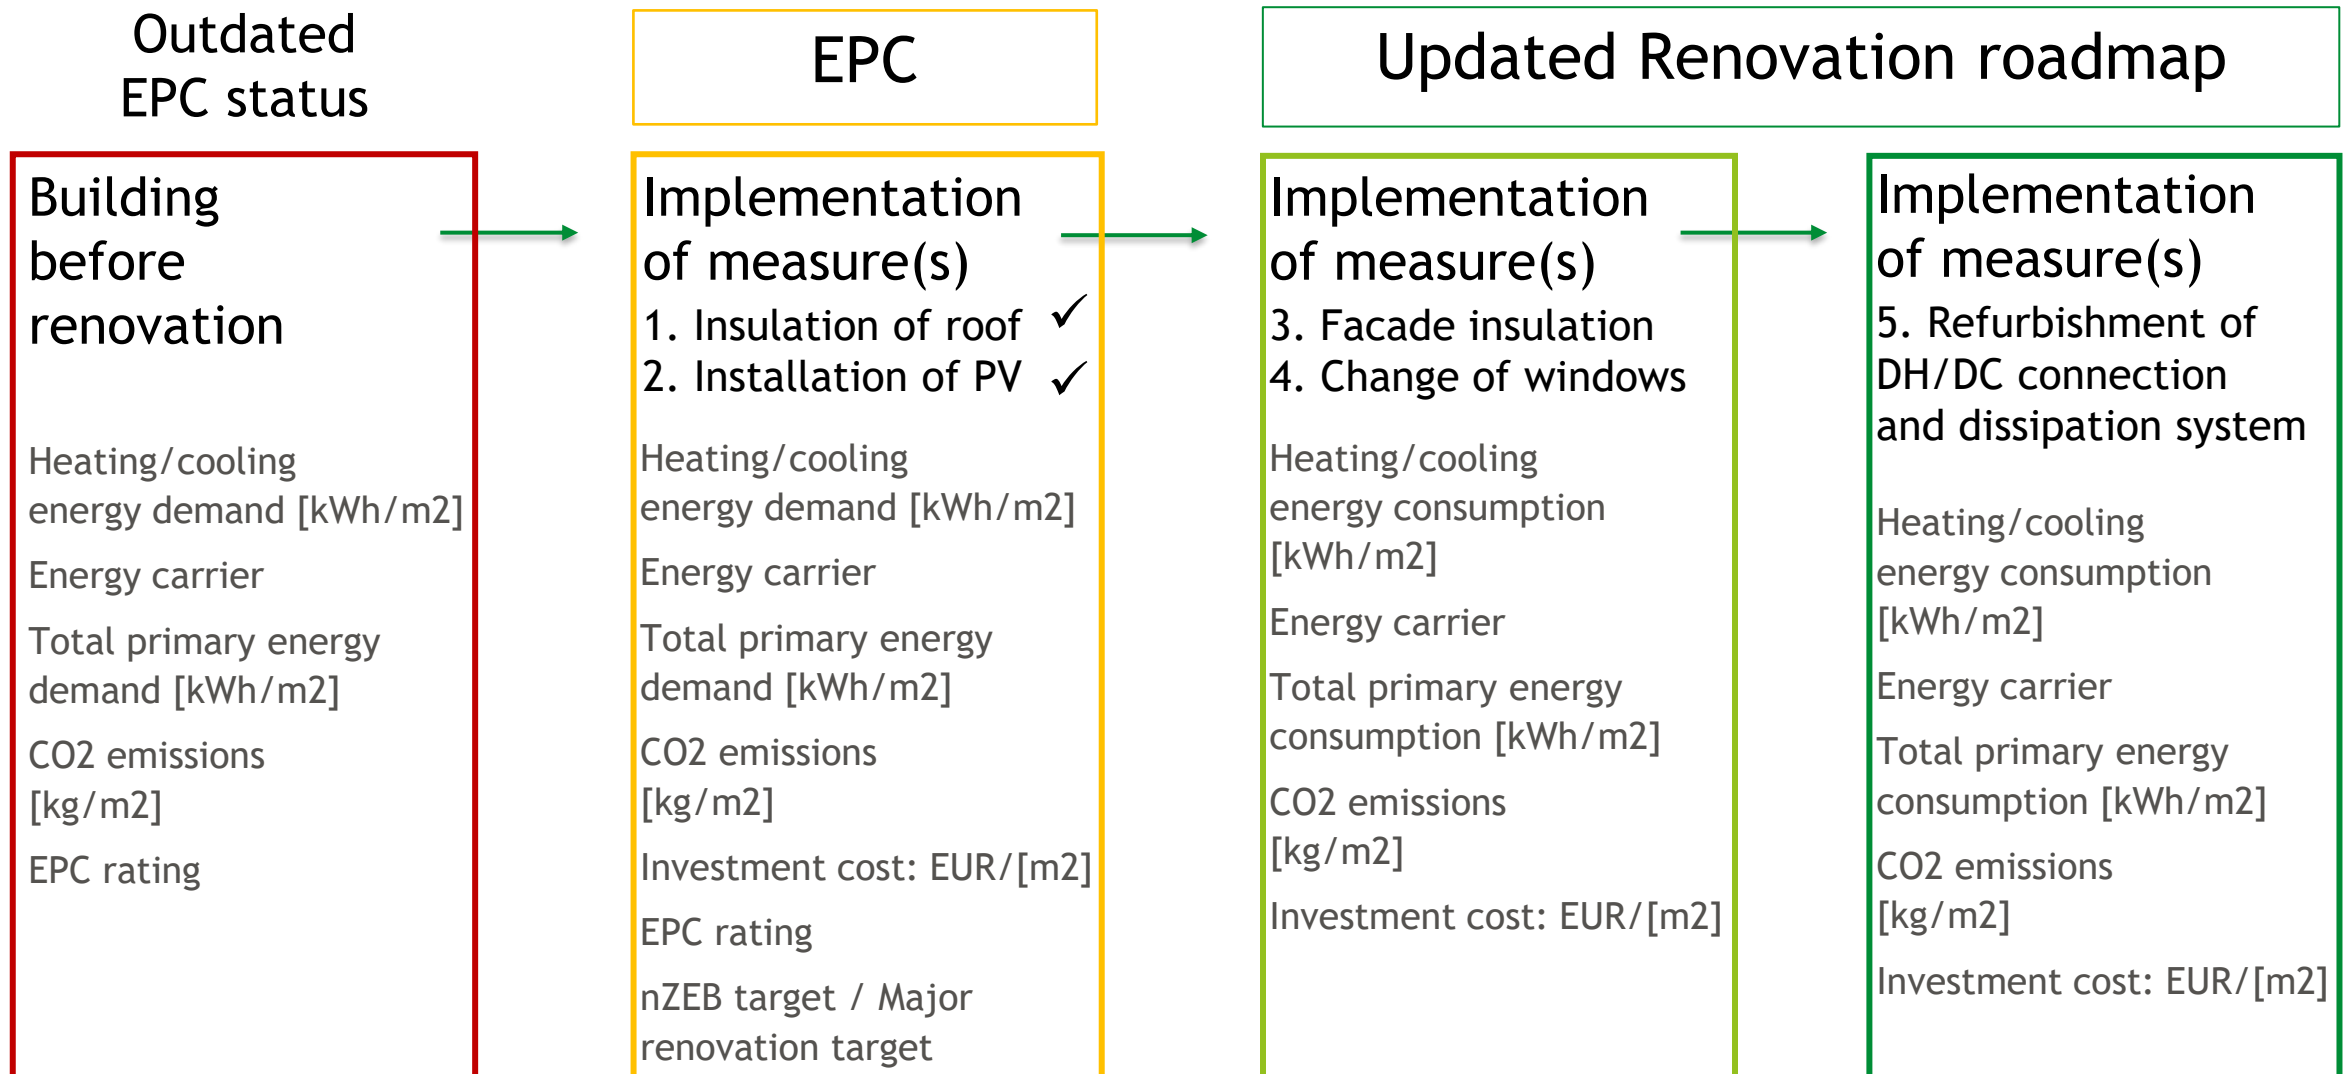 Outdated
EPC status
EPC
Updated Renovation roadmap
Building
before
renovation
Heating/cooling
energy demand [kWh/m2]
Energy carrier
Total primary energy
demand [kWh/m2]
CO2 emissions
[kg/m2]
EPC rating
Implementation
of measure(s)
1. Insulation of roof ✓
2. Installation of PV ✓
Heating/cooling
energy demand [kWh/m2]
Energy carrier
Total primary energy
demand [kWh/m2]
CO2 emissions
[kg/m2]
Investment cost: EUR/[m2]
EPC rating
nZEB target / Major
renovation target
Implementation
of measure(s)
3. Facade insulation
4. Change of windows
Heating/cooling
energy consumption
[kWh/m2]
Energy carrier
Total primary energy
consumption [kWh/m2]
CO2 emissions
[kg/m2]
Investment cost: EUR/[m2]
Implementation
of measure(s)
5. Refurbishment of
DH/DC connection
and dissipation system
Heating/cooling
energy consumption
[kWh/m2]
Energy carrier
Total primary energy
consumption [kWh/m2]
CO2 emissions
[kg/m2]
Investment cost: EUR/[m2]